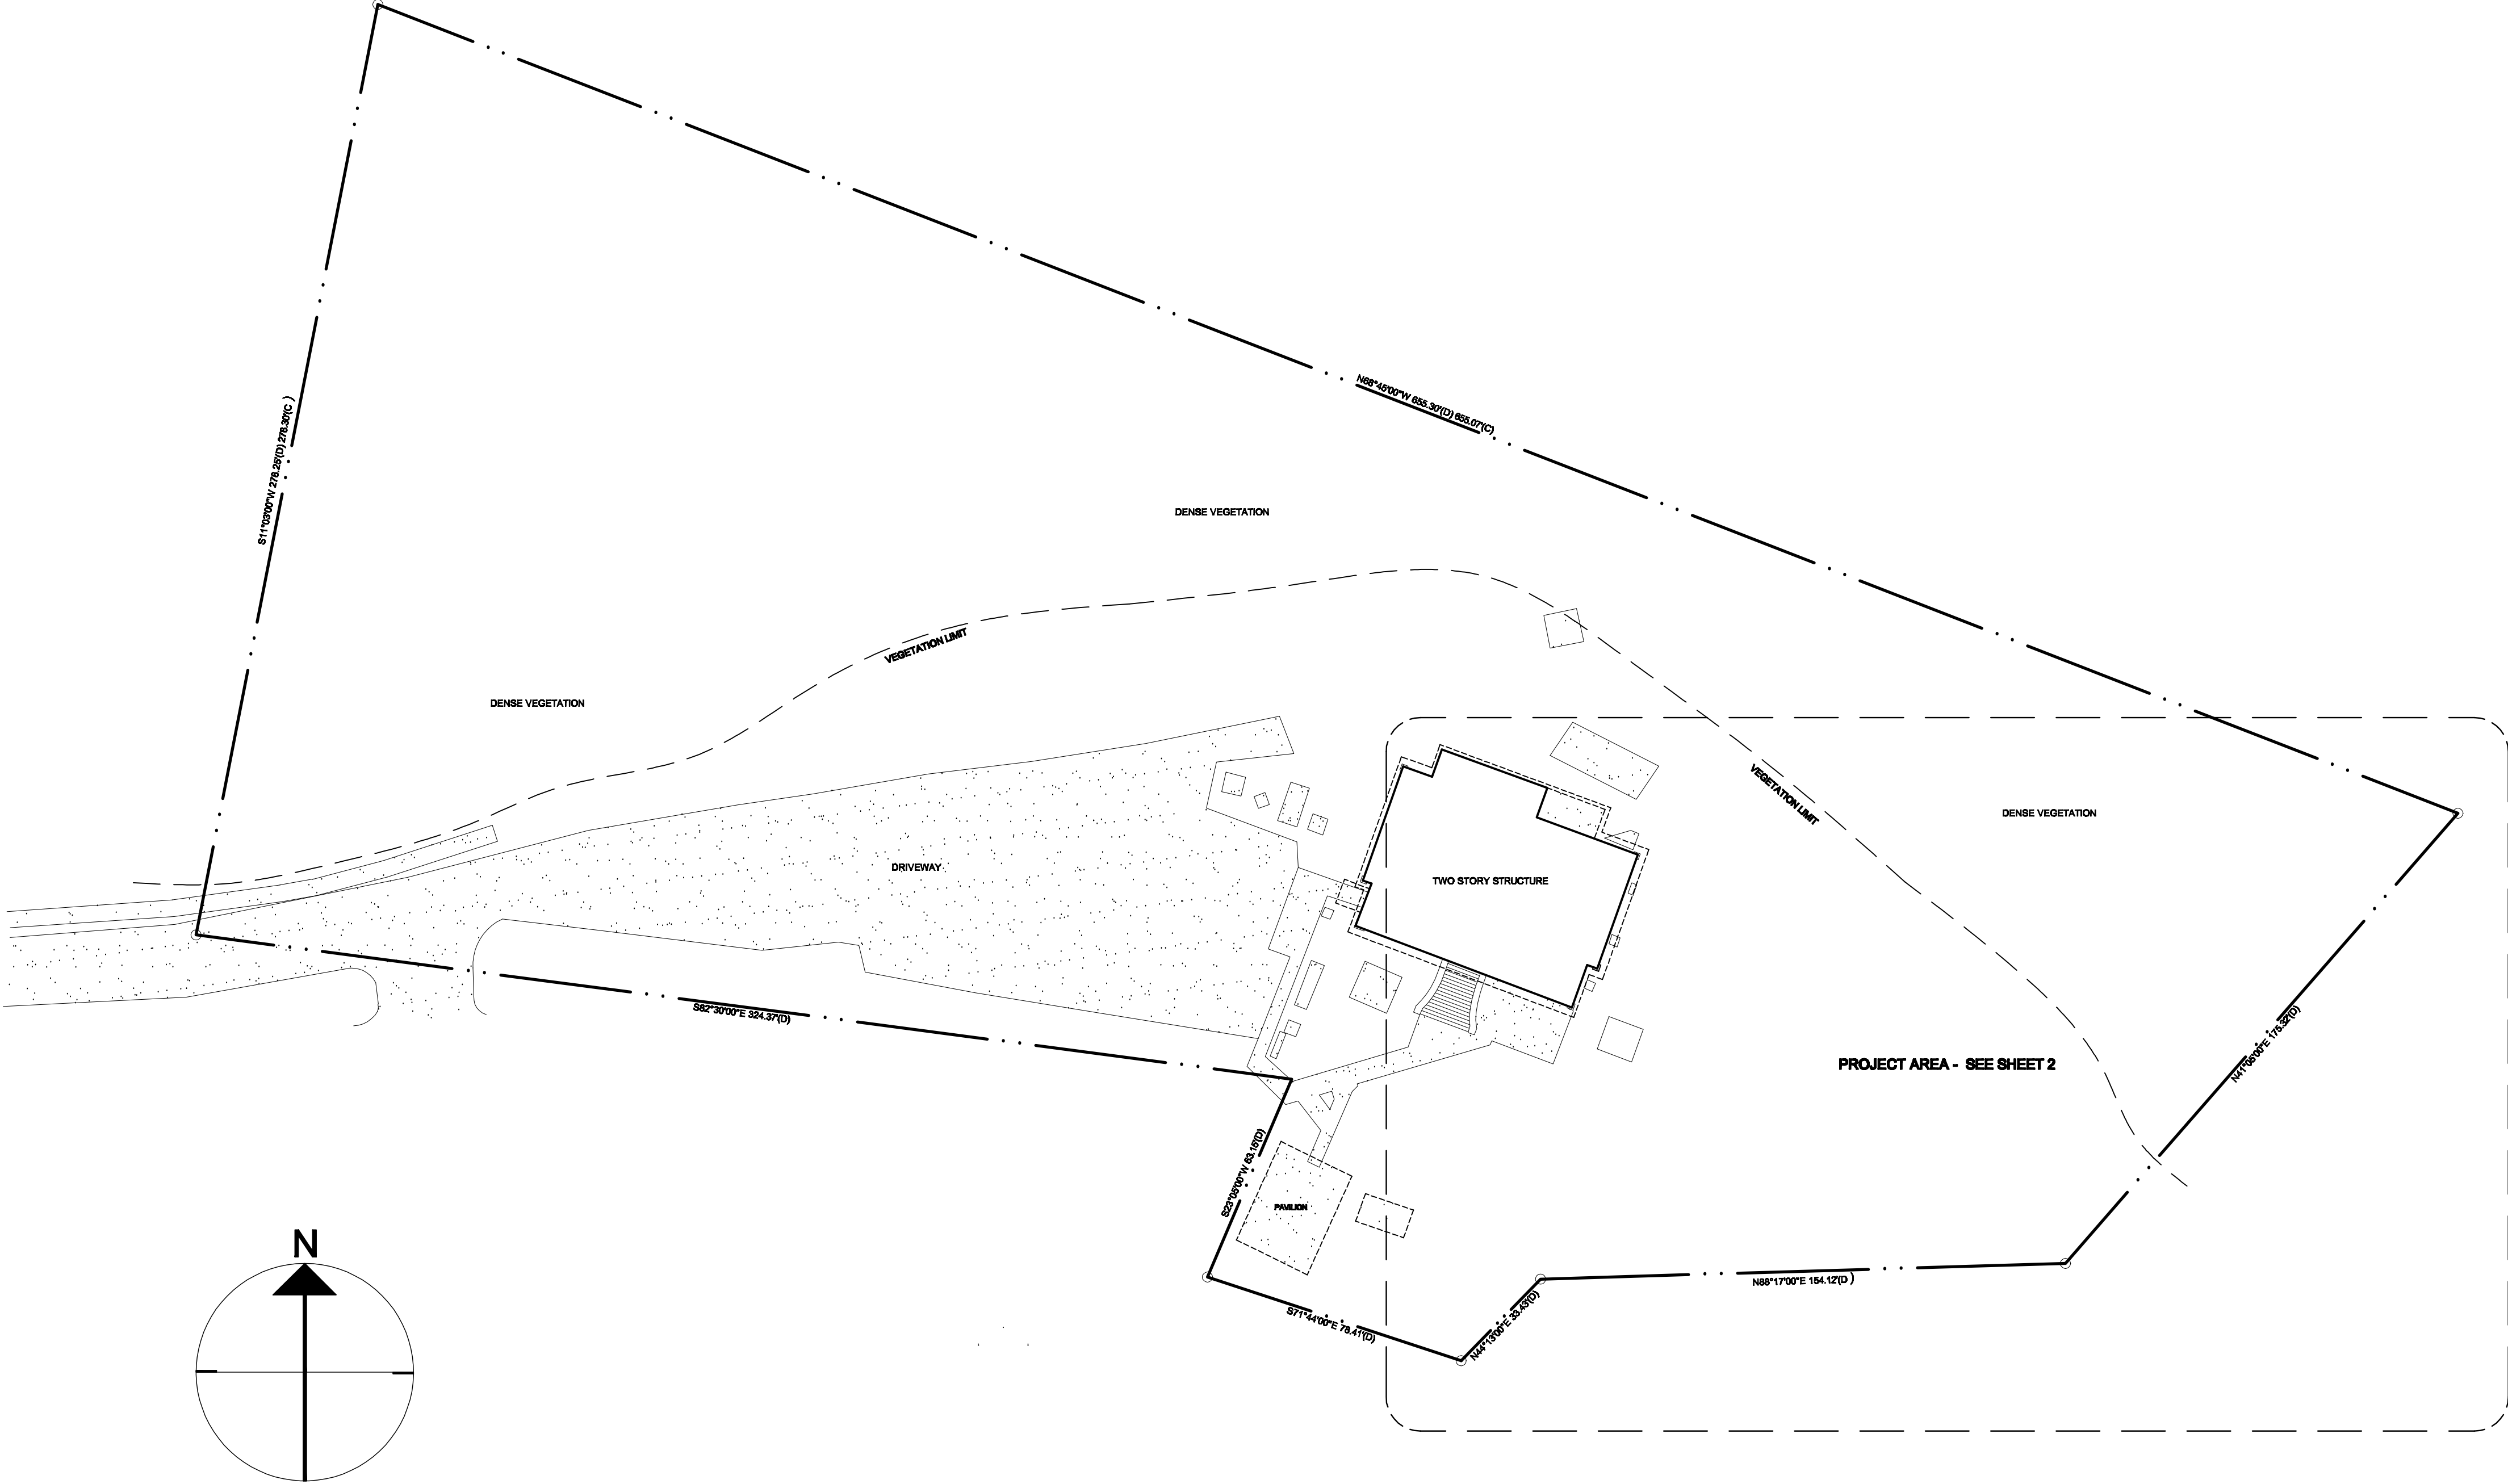 N68°45'00"W 655.30'(D) 655.07'(C)
S11°03'00"W 278.25'(D) 278.30'(C )
DENSE VEGETATION
VEGETATION LIMIT
DENSE VEGETATION
VEGETATION LIMIT
DENSE VEGETATION
DRIVEWAY
TWO STORY STRUCTURE
S82°30'00"E 324.37'(D)
PROJECT AREA - SEE SHEET 2
N41°05'00"E 175.32'(D)
S23°05'00"W 63.15'(D)
PAVILION
N
N88°17'00"E 154.12'(D )
S71°44'00"E 78.41'(D)
N44°13'00"E 33.43'(D)